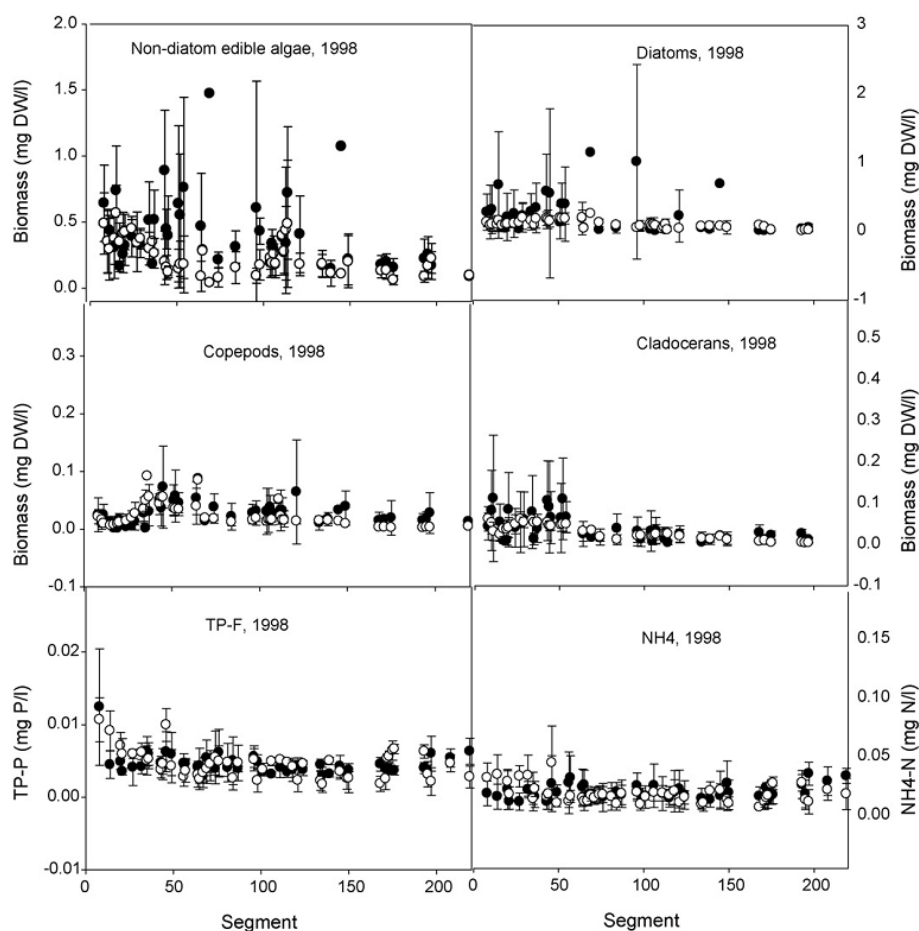 Non-diatom edible algae, 1998
Biomass (mg DW/l)
2.0
1.5
1.0
0.5
0.0
Diatoms, 1998
Biomass (mg DW/l)
3
2
1
0
-1
Copepods, 1998
Biomass (mg DW/l)
0.3
0.2
0.1
0.0
-0.1
Cladocerans, 1998
Biomass (mg DW/l)
0.5
0.4
0.3
0.2
0.1
0.0
-0.1
TP-F, 1998
TP-P (mg P/l)
0.02
0.01
0.00
-0.01
0 50 100 150 200
Segment
NH4, 1998
NH4-N (mg N/l)
0.15
0.10
0.05
0.00
0 50 100 150 200
Segment